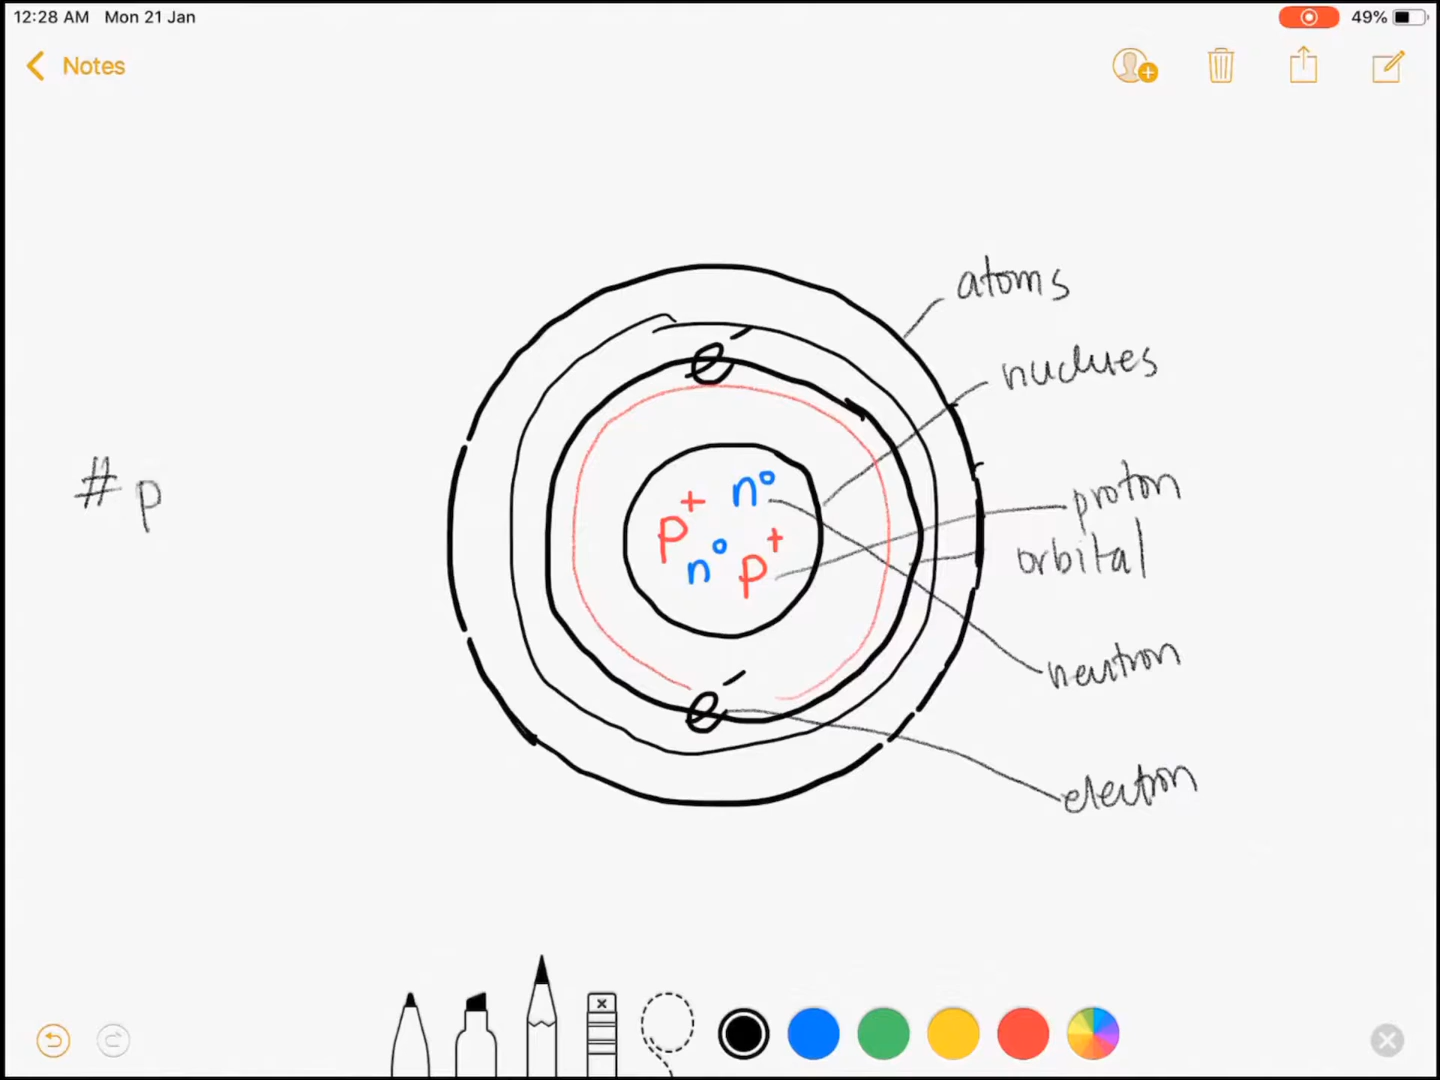 12:28 AM Mon 21 Jan
49%
Notes
atoms
nuclues
# p
n°
p+
proton
orbital
n°
p+
neutron
electron
e-
e-